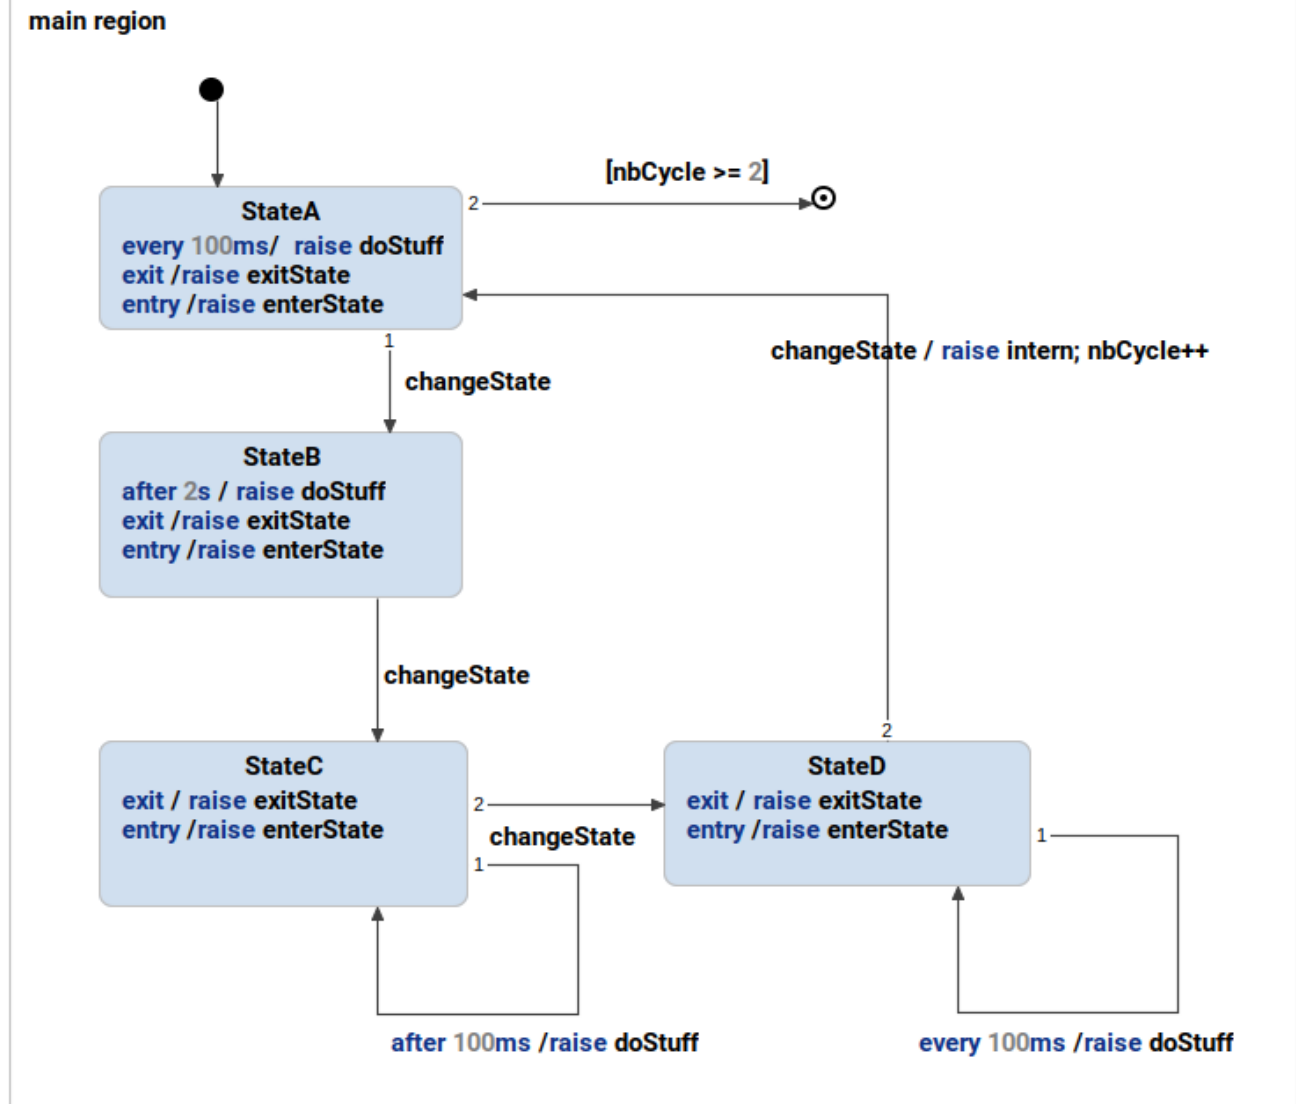 main region
[nbCycle >= 2]
StateA
every 100ms/  raise doStuff
exit /raise exitState
entry /raise enterState
2
1
changeState / raise intern; nbCycle++
changeState
StateB
after 2s / raise doStuff
exit /raise exitState
entry /raise enterState
changeState
2
StateC
exit / raise exitState
entry /raise enterState
2
changeState
1
StateD
exit / raise exitState
entry /raise enterState
1
after 100ms /raise doStuff
every 100ms /raise doStuff